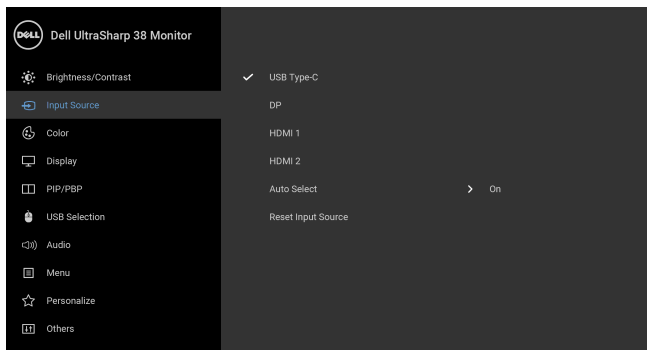 DELL Dell UltraSharp 38 Monitor
Brightness/Contrast
Input Source
Color
Display
PIP/PBP
USB Selection
Audio
Menu
Personalize
Others
USB Type-C
DP
HDMI 1
HDMI 2
Auto Select On
Reset Input Source